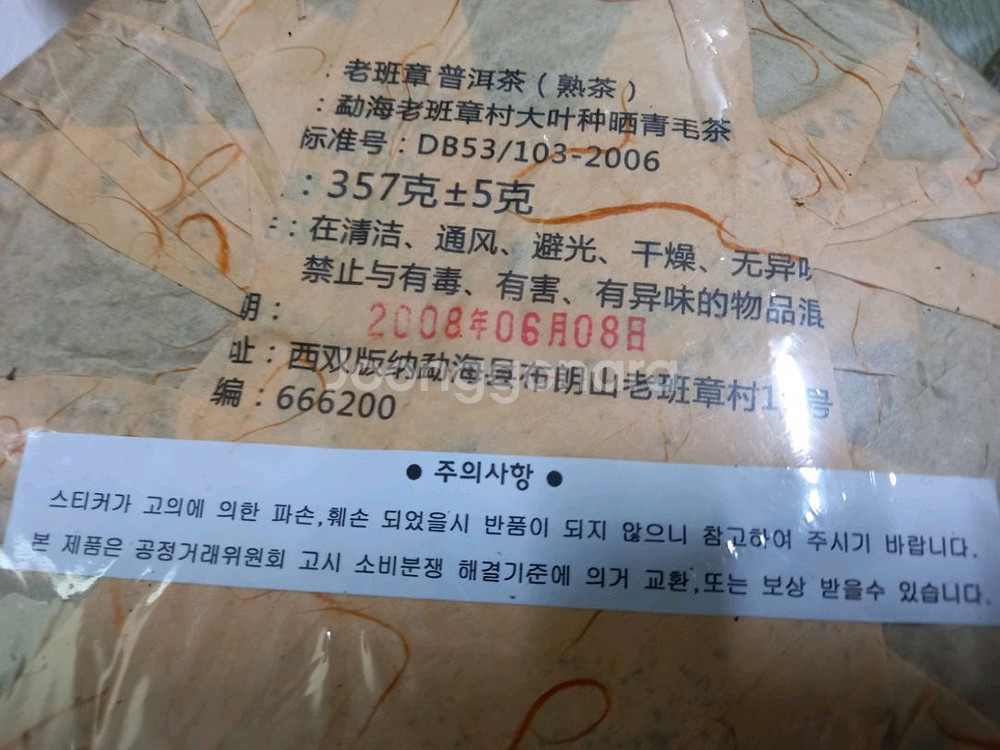 : 老班章 普洱茶 ( 熟茶 )
: 勐海老班章村大叶种晒青毛茶
标准号 : DB53/103-2006
: 357克±5克
: 在清洁、通风、避光、干燥、无异味
禁止与有毒、有害、有异味的物品混
期 :
2008年06月08日
址 : 西双版纳勐海县布朗山老班章村
编 : 666200
● 주의사항 ●
스티커가 고의에 의한 파손,훼손 되었을시 반품이 되지 않으니 참고하여 주시기 바랍니다.
본 제품은 공정거래위원회 고시 소비분쟁 해결기준에 의거 교환,또는 보상 받을수 있습니다.